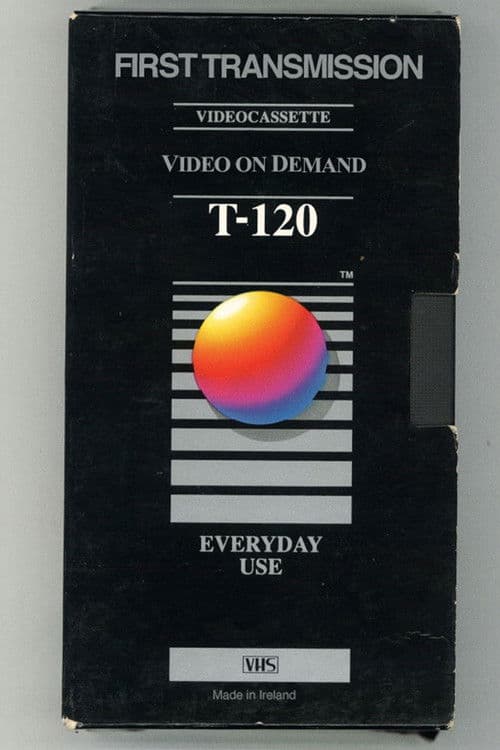 FIRST TRANSMISSION
VIDEOCASSETTE
VIDEO ON DEMAND
T-120
TM
EVERYDAY
USE
VHS
Made in Ireland